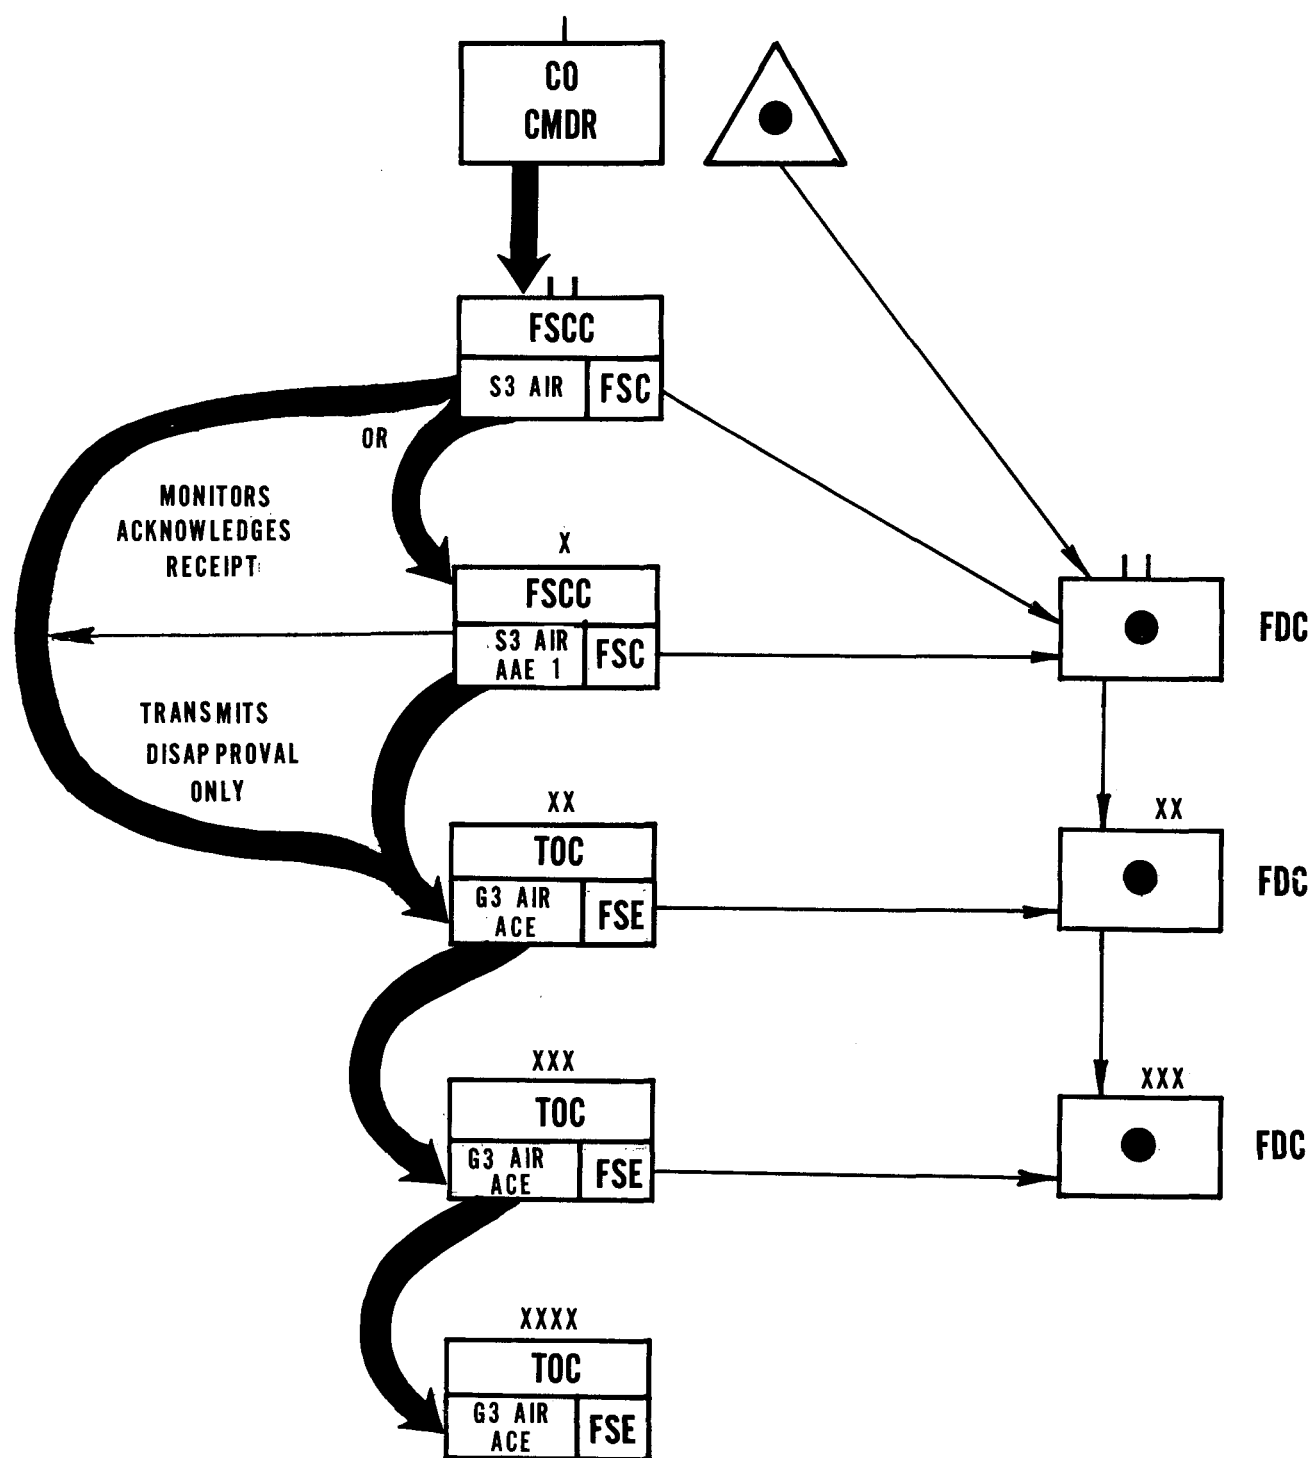 CO
CMDR
FSCC
S3 AIR
FSC
OR
MONITORS
ACKNOWLEDGES
RECEIPT
X
FSCC
S3 AIR
AAE 1
FSC
FDC
TRANSMITS
DISAPPROVAL
ONLY
XX
TOC
G3 AIR
ACE
FSE
XX
FDC
XXX
TOC
G3 AIR
ACE
FSE
XXX
FDC
XXXX
TOC
G3 AIR
ACE
FSE